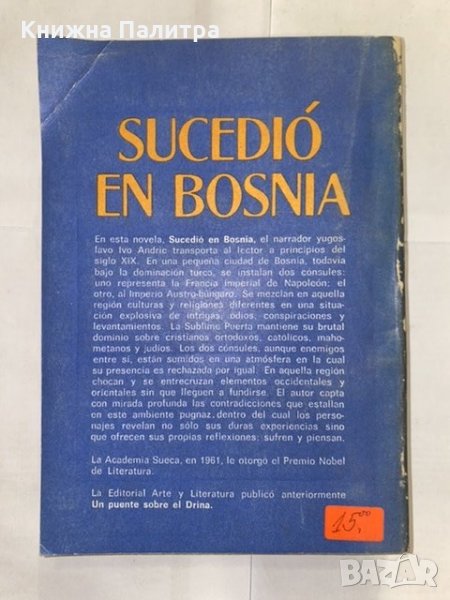 Книжна Палитра
SUCEDIÓ
EN BOSNIA
En esta novela, Sucedió en Bosnia, el narrador yugos-
lavo Ivo Andric transporta al lector a principios del
siglo XIX. En una pequeña ciudad de Bosnia, todavía
bajo la dominación turca, se instalan dos cónsules:
uno representa la Francia imperial de Napoleón; el
otro, al Imperio Austro-húngaro. Se mezclan en aquella
región culturas y religiones diferentes en una situa-
ción explosiva de intrigas, odios, conspiraciones y
levantamientos. La Sublime Puerta mantiene su brutal
dominio sobre cristianos ortodoxos, católicos, maho-
metanos y judíos. Los dos cónsules, aunque enemigos
entre sí, están sumidos en una atmósfera en la cual
su presencia es rechazada por igual. En aquella región
chocan y se entrecruzan elementos occidentales y
orientales sin que lleguen a fundirse. El autor capta
con mirada profunda las contradicciones que estallan
en este ambiente pugnaz, dentro del cual los perso-
najes revelan no sólo sus duras experiencias sino
que ofrecen sus propias reflexiones: sufren y piensan.
La Academia Sueca, en 1961, le otorgó el Premio Nobel
de Literatura.
La Editorial Arte y Literatura publicó anteriormente
Un puente sobre el Drina.
15.00
BAZAR